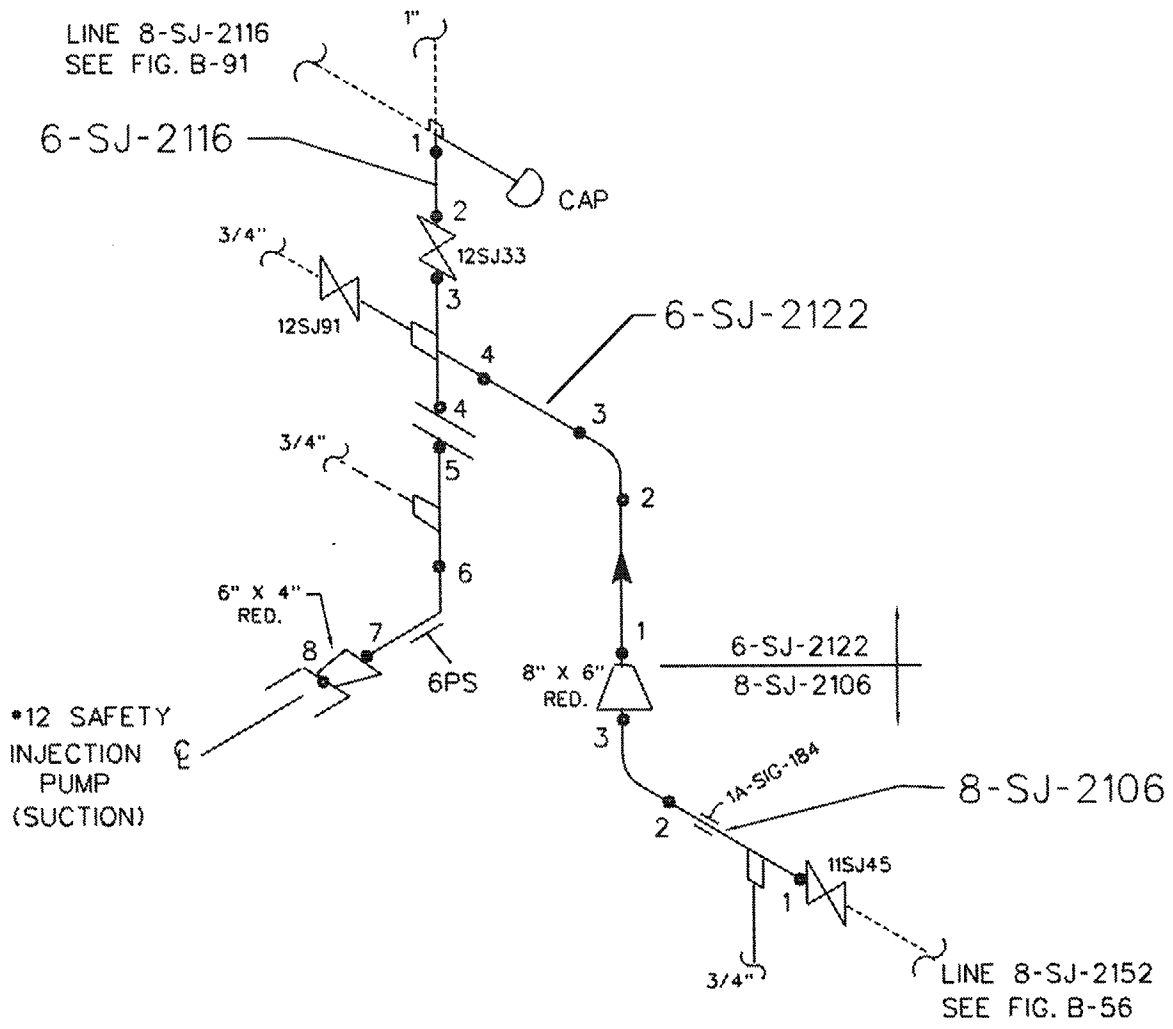 LINE 8-SJ-2116
SEE FIG. B-91
1"
6-SJ-2116
1
CAP
2
3/4"
12SJ33
3
12SJ91
6-SJ-2122
4
3
4
3/4"
5
2
6
6" X 4"
RED.
7
8
6PS
1
6-SJ-2122
8" X 6"
RED.
8-SJ-2106
3
•12 SAFETY
INJECTION
PUMP
(SUCTION)
℄
1A-SIG-184
8-SJ-2106
2
11SJ45
1
3/4"
LINE 8-SJ-2152
SEE FIG. B-56